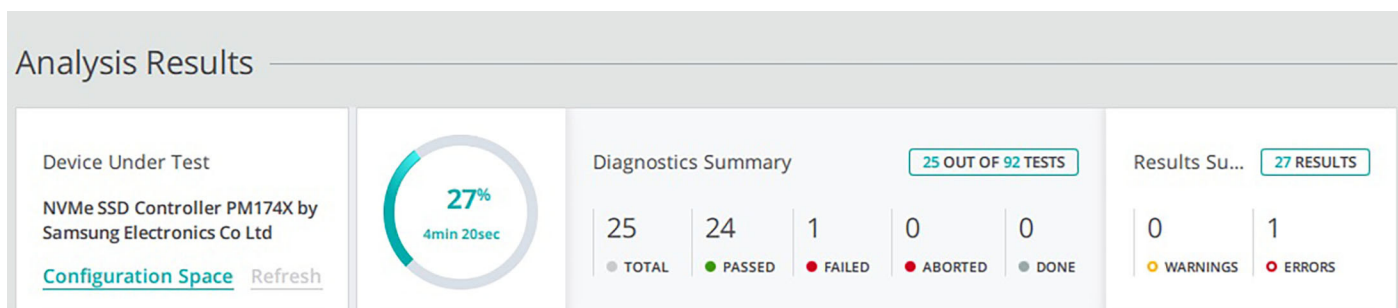 Analysis Results
Device Under Test
NVMe SSD Controller PM174X by
Samsung Electronics Co Ltd
Configuration Space Refresh
27%
4min 20sec
Diagnostics Summary
25 OUT OF 92 TESTS
25
TOTAL
24
PASSED
1
FAILED
0
ABORTED
0
DONE
Results Su...
27 RESULTS
0
WARNINGS
1
ERRORS